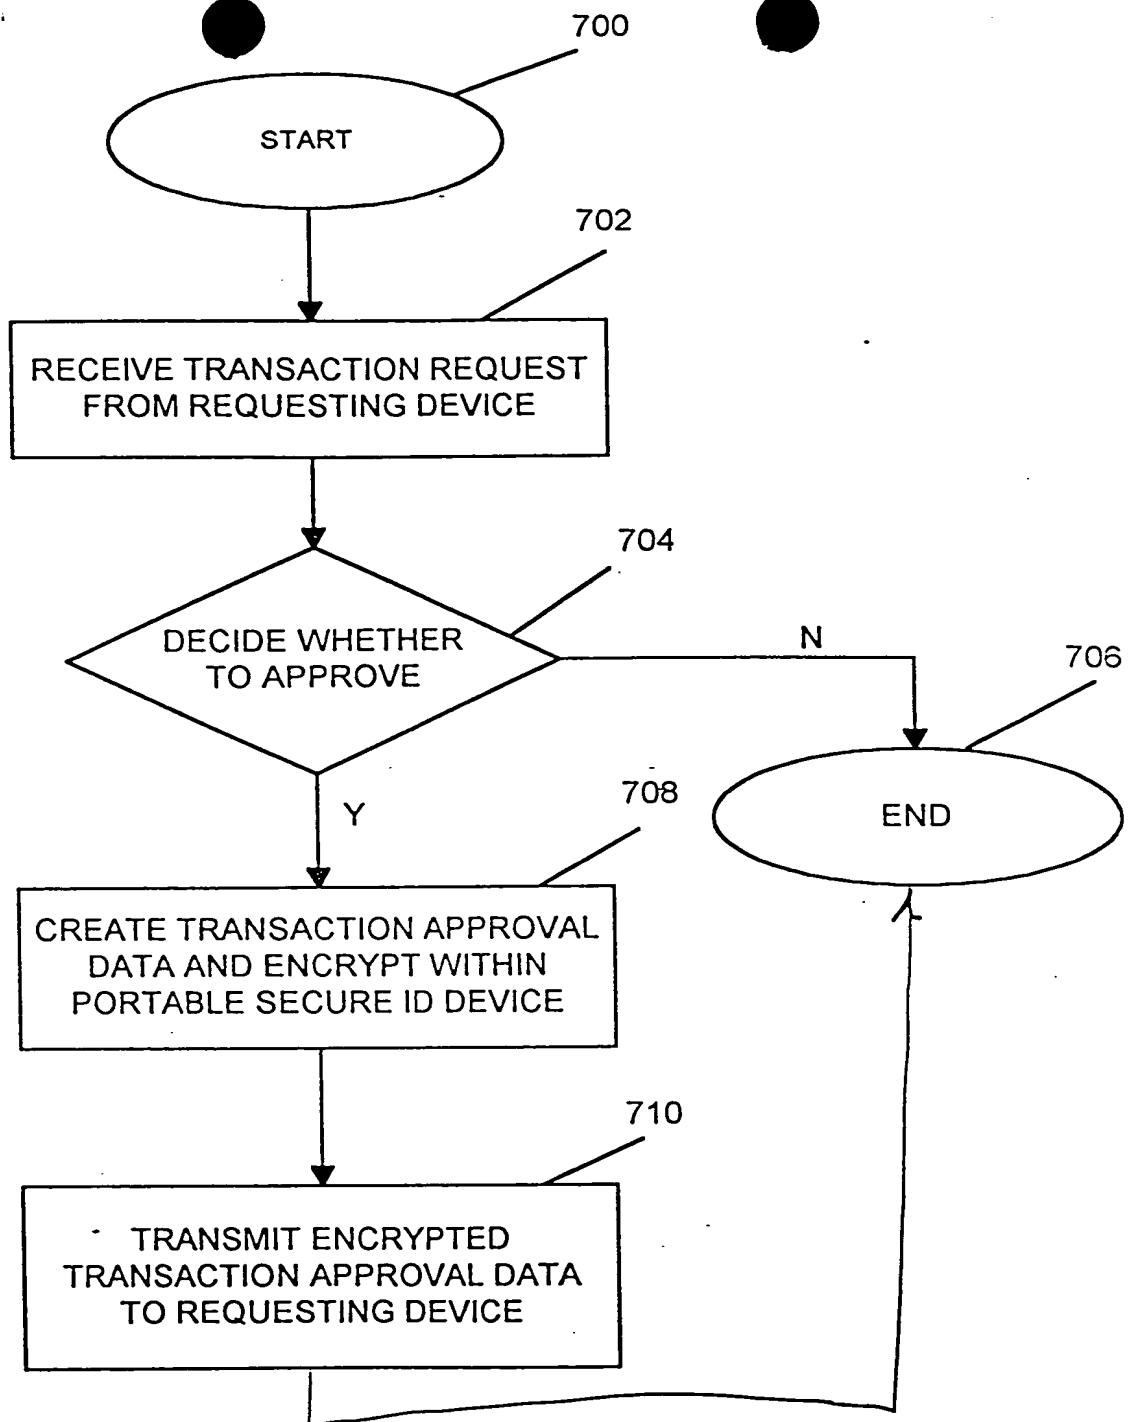 700
START
702
RECEIVE TRANSACTION REQUEST
FROM REQUESTING DEVICE
704
DECIDE WHETHER
TO APPROVE
N
706
END
Y
708
CREATE TRANSACTION APPROVAL
DATA AND ENCRYPT WITHIN
PORTABLE SECURE ID DEVICE
710
TRANSMIT ENCRYPTED
TRANSACTION APPROVAL DATA
TO REQUESTING DEVICE